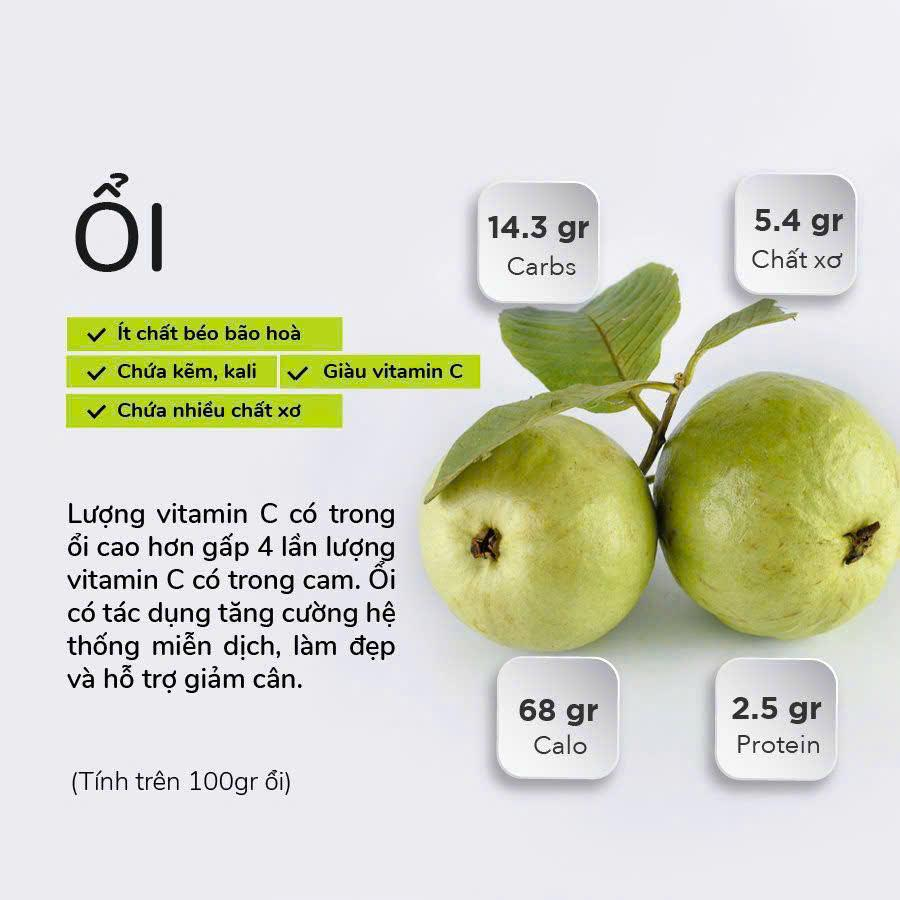 ỔI
14.3 gr
Carbs
5.4 gr
Chất xơ
Ít chất béo bão hoà
Chứa kẽm, kali
Giàu vitamin C
Chứa nhiều chất xơ
Lượng vitamin C có trong
ổi cao hơn gấp 4 lần lượng
vitamin C có trong cam. Ổi
có tác dụng tăng cường hệ
thống miễn dịch, làm đẹp
và hỗ trợ giảm cân.
68 gr
Calo
2.5 gr
Protein
(Tính trên 100gr ổi)